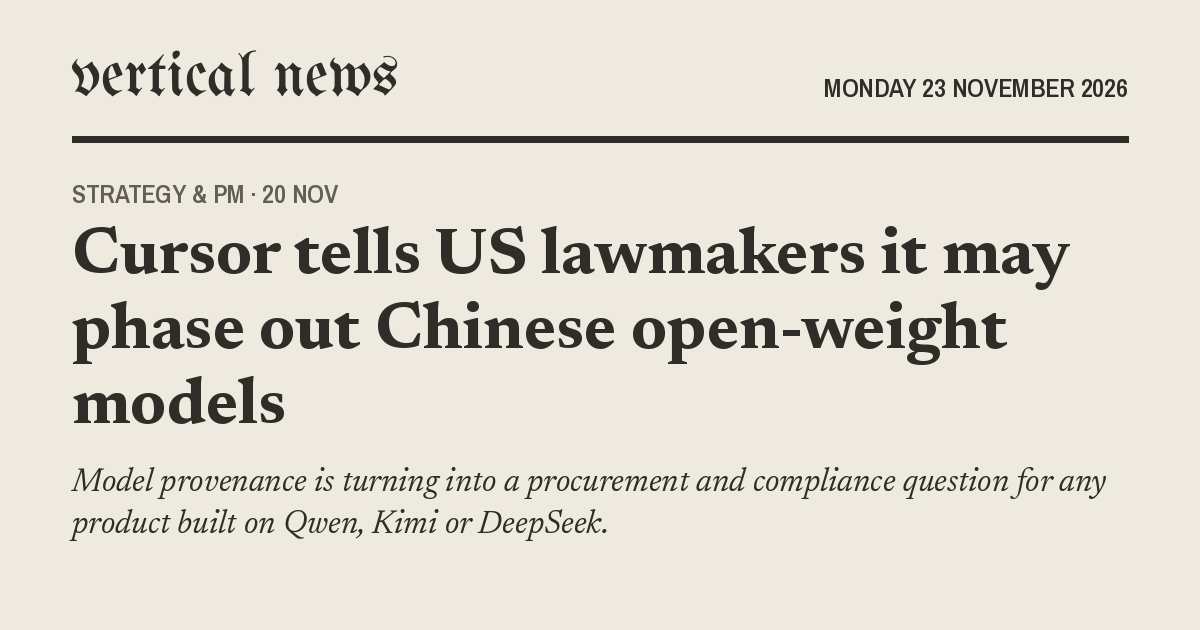 vertical news
MONDAY 23 NOVEMBER 2026
STRATEGY & PM · 20 NOV
Cursor tells US lawmakers it may
phase out Chinese open-weight
models
Model provenance is turning into a procurement and compliance question for any
product built on Qwen, Kimi or DeepSeek.